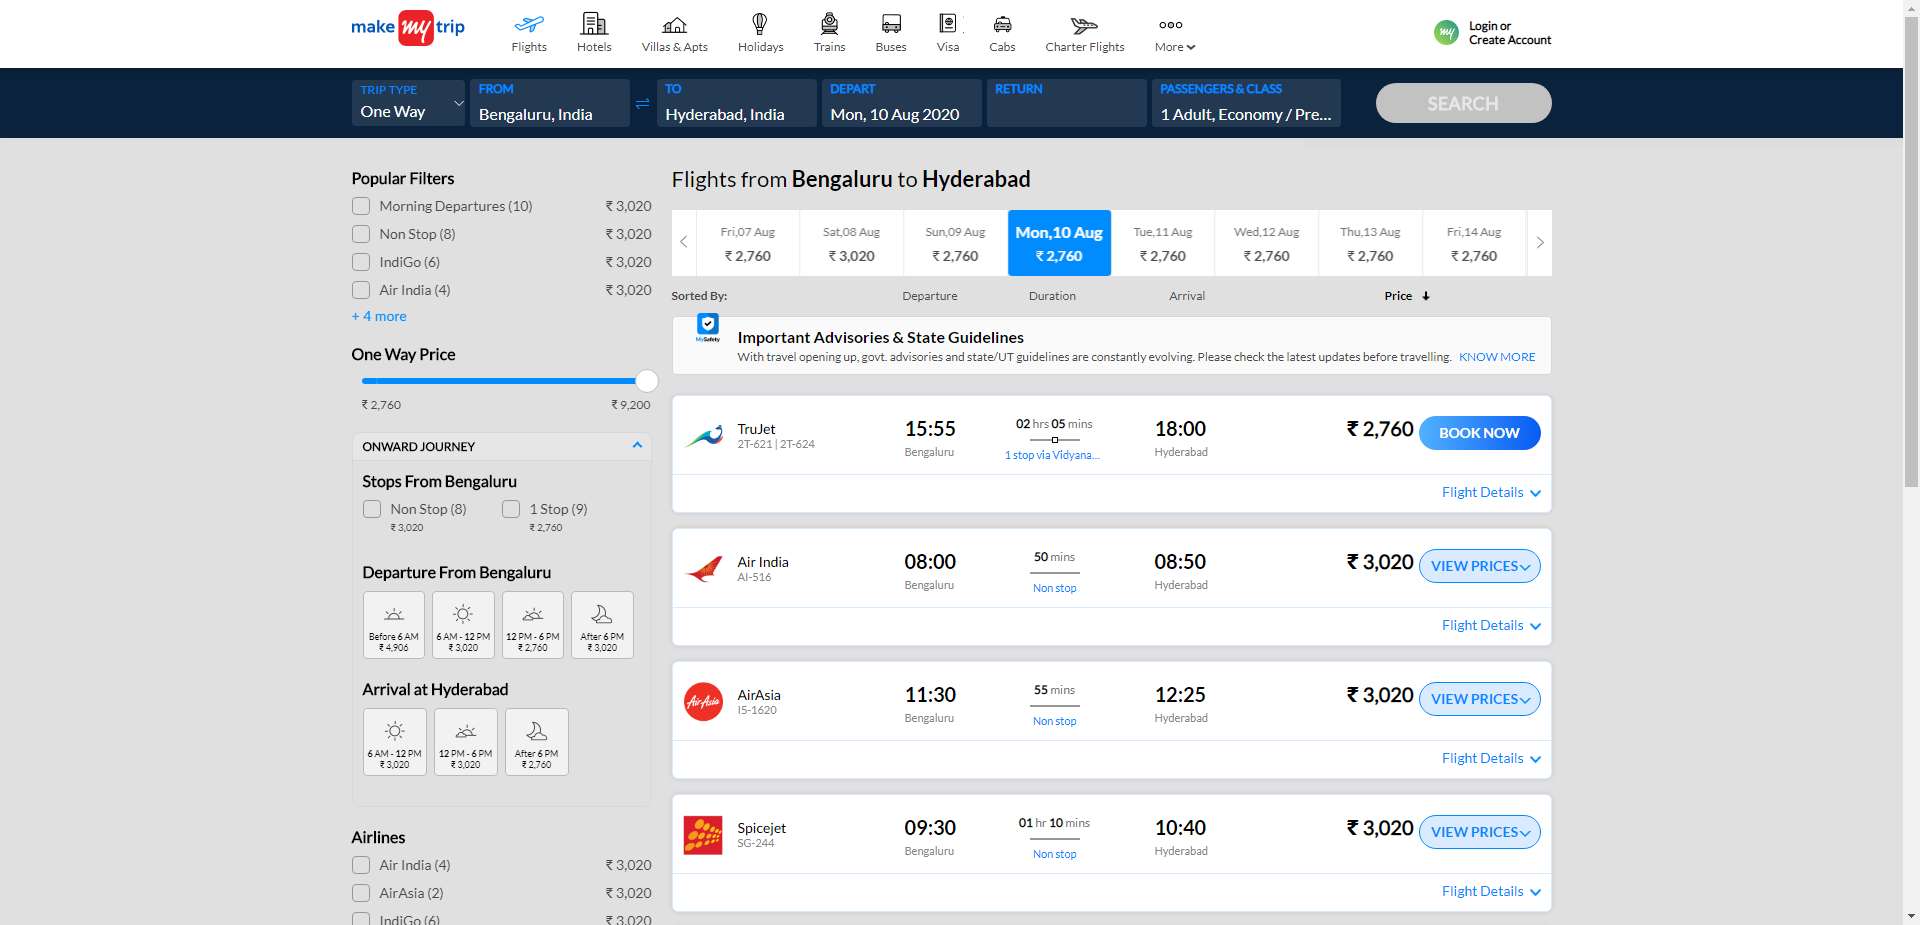 make my trip
Flights
Hotels
Villas & Apts
Holidays
Trains
Buses
Visa
Cabs
Charter Flights
More
my
Login or
Create Account
TRIP TYPE
One Way
FROM
Bengaluru, India
TO
Hyderabad, India
DEPART
Mon, 10 Aug 2020
RETURN
PASSENGERS & CLASS
1 Adult, Economy / Pre...
SEARCH
Popular Filters
Morning Departures (10) ₹ 3,020
Non Stop (8) ₹ 3,020
IndiGo (6) ₹ 3,020
Air India (4) ₹ 3,020
+ 4 more
One Way Price
₹ 2,760 ₹ 9,200
ONWARD JOURNEY
Stops From Bengaluru
Non Stop (8) 1 Stop (9)
₹ 3,020 ₹ 2,760
Departure From Bengaluru
Before 6 AM 6 AM - 12 PM 12 PM - 6 PM After 6 PM
₹ 4,906 ₹ 3,020 ₹ 2,760 ₹ 3,020
Arrival at Hyderabad
6 AM - 12 PM 12 PM - 6 PM After 6 PM
₹ 3,020 ₹ 3,020 ₹ 2,760
Airlines
Air India (4) ₹ 3,020
AirAsia (2) ₹ 3,020
IndiGo (6) ₹ 3,020
Flights from Bengaluru to Hyderabad
Fri,07 Aug Sat,08 Aug Sun,09 Aug Mon,10 Aug Tue,11 Aug Wed,12 Aug Thu,13 Aug Fri,14 Aug
₹ 2,760 ₹ 3,020 ₹ 2,760 ₹ 2,760 ₹ 2,760 ₹ 2,760 ₹ 2,760 ₹ 2,760
Sorted By: Departure Duration Arrival Price
MySafety
Important Advisories & State Guidelines
With travel opening up, govt. advisories and state/UT guidelines are constantly evolving. Please check the latest updates before travelling. KNOW MORE
TruJet 15:55 02 hrs 05 mins 18:00 ₹ 2,760 BOOK NOW
2T-621 | 2T-624 Bengaluru 1 stop via Vidyana... Hyderabad
Flight Details
Air India 08:00 50 mins 08:50 ₹ 3,020 VIEW PRICES
AI-516 Bengaluru Non stop Hyderabad
Flight Details
AirAsia
AirAsia 11:30 55 mins 12:25 ₹ 3,020 VIEW PRICES
I5-1620 Bengaluru Non stop Hyderabad
Flight Details
Spicejet 09:30 01 hr 10 mins 10:40 ₹ 3,020 VIEW PRICES
SG-244 Bengaluru Non stop Hyderabad
Flight Details